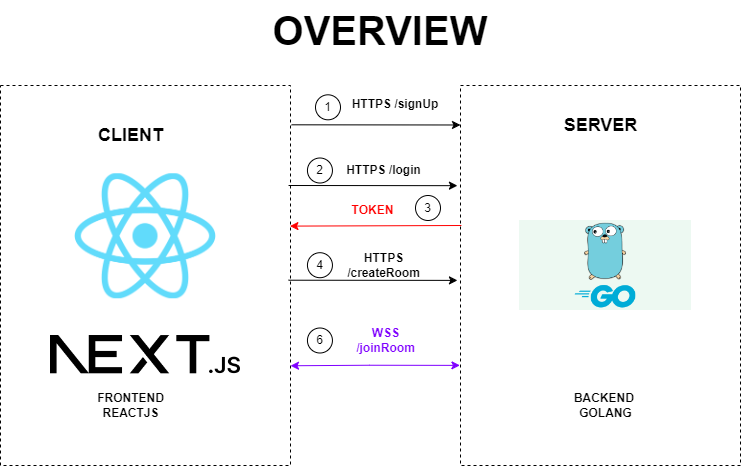 OVERVIEW
CLIENT
SERVER
1
HTTPS /signUp
2
HTTPS /login
TOKEN
3
4
HTTPS
/createRoom
6
WSS
/joinRoom
NEXT.JS
GO
FRONTEND
REACTJS
BACKEND
GOLANG